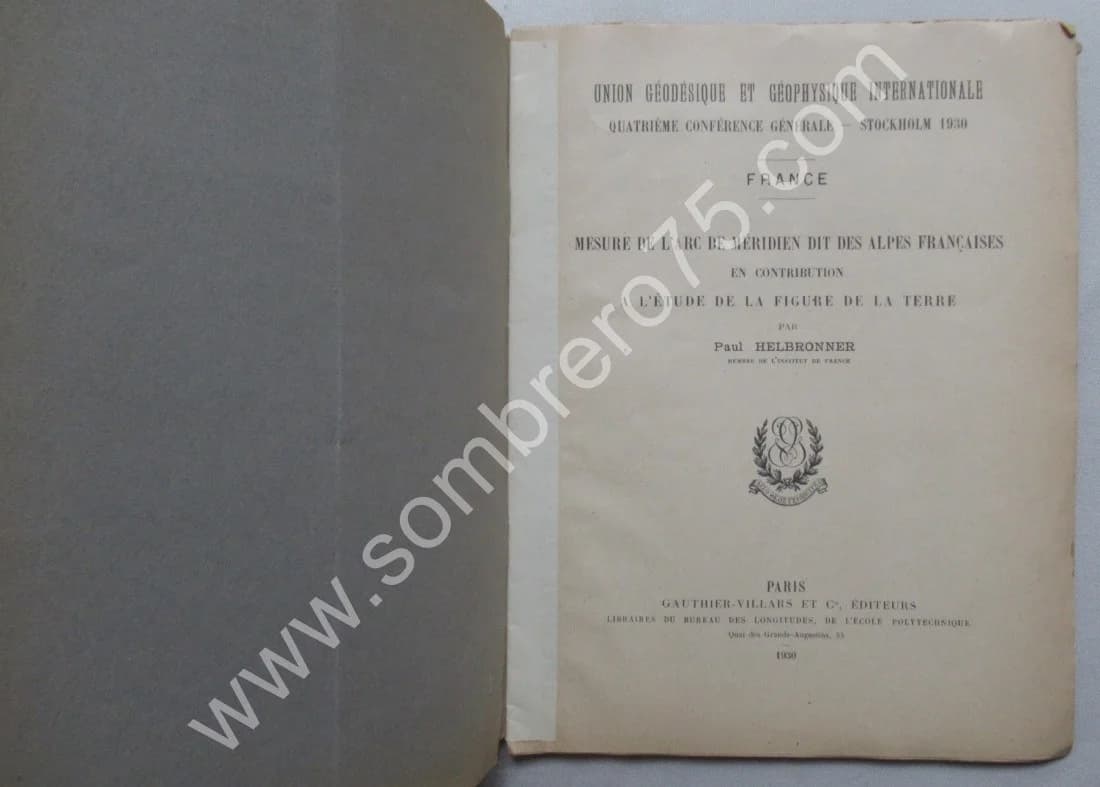 UNION GÉODÉSIQUE ET GÉOPHYSIQUE INTERNATIONALE
QUATRIÈME CONFÉRENCE GÉNÉRALE — STOCKHOLM 1930
FRANCE
MESURE DE L'ARC DE MÉRIDIEN DIT DES ALPES FRANÇAISES
EN CONTRIBUTION
A L'ÉTUDE DE LA FIGURE DE LA TERRE
PAR
Paul HELBRONNER
MEMBRE DE L'INSTITUT DE FRANCE
PARIS
GAUTHIER-VILLARS ET Cie, ÉDITEURS
LIBRAIRES DU BUREAU DES LONGITUDES, DE L'ÉCOLE POLYTECHNIQUE
Quai des Grands-Augustins, 55
1930
www.sombrero75.com